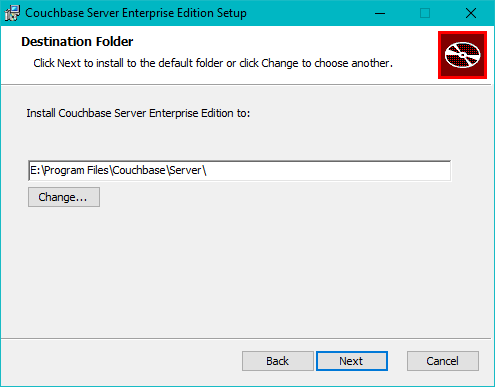 Couchbase Server Enterprise Edition Setup
Destination Folder
Click Next to install to the default folder or click Change to choose another.
Install Couchbase Server Enterprise Edition to:
E:\Program Files\Couchbase\Server\
Change...
Back Next Cancel